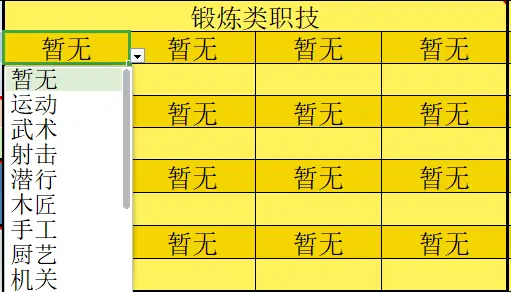 锻炼类职技
暂无 暂无 暂无 暂无
暂无
运动
武术
射击
潜行
木匠
手工
厨艺
机关
暂无 暂无 暂无
暂无 暂无 暂无
暂无 暂无 暂无